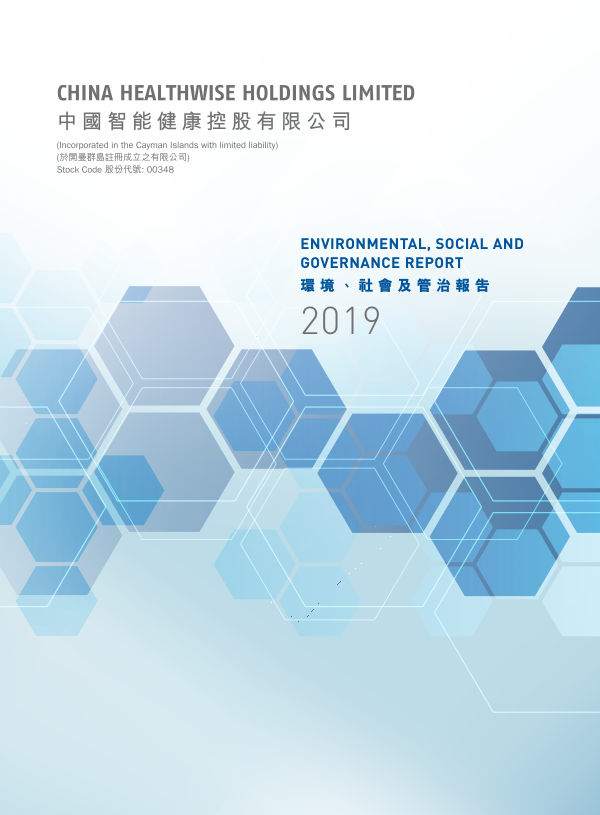 CHINA HEALTHWISE HOLDINGS LIMITED
中國智能健康控股有限公司
(Incorporated in the Cayman Islands with limited liability)
(於開曼群島註冊成立之有限公司)
Stock Code 股份代號: 00348
ENVIRONMENTAL, SOCIAL AND
GOVERNANCE REPORT
環境、社會及管治報告
2019